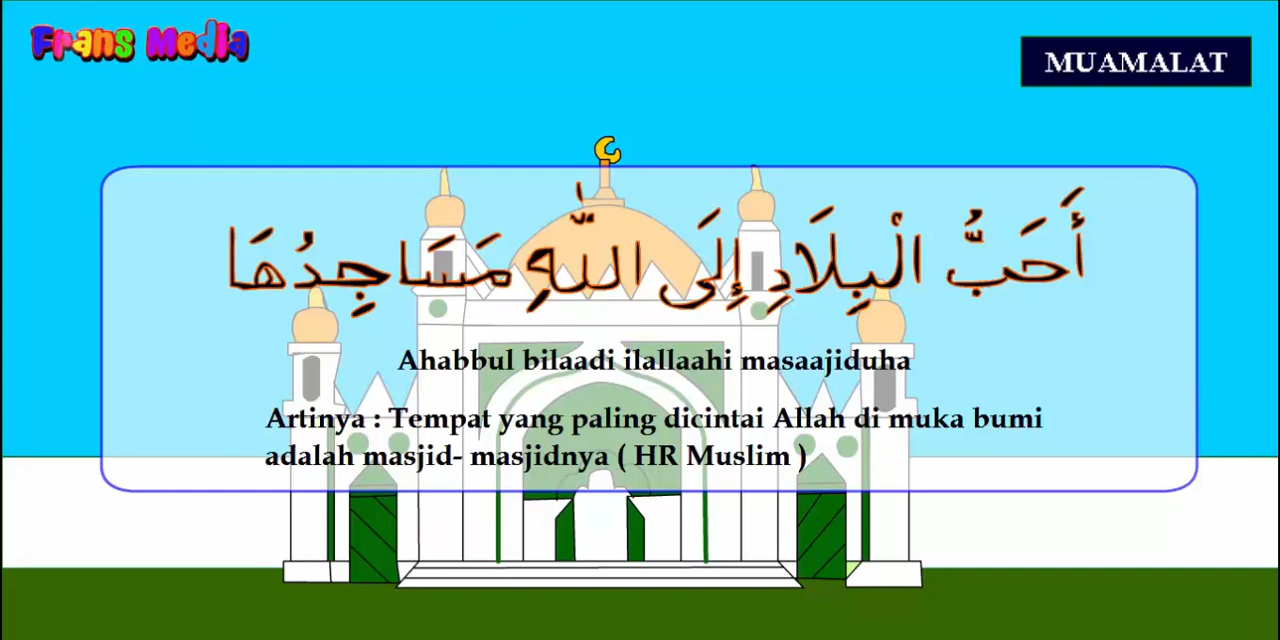 Frans Media
MUAMALAT
أَحَبُّ الْبِلَادِ إِلَى اللَّهِ مَسَاجِدُهَا
Ahabbul bilaadi ilallaahi masaajiduha
Artinya : Tempat yang paling dicintai Allah di muka bumi
adalah masjid- masjidnya ( HR Muslim )